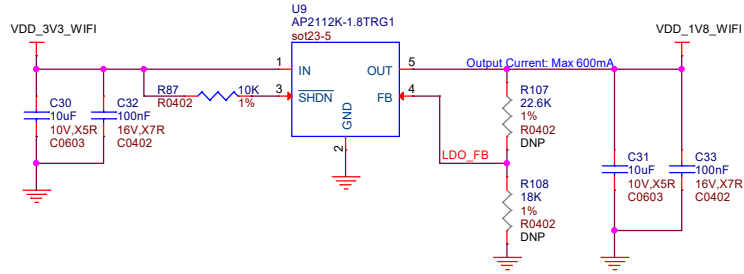 U9
AP2112K-1.8TRG1
sot23-5
VDD_3V3_WIFI
VDD_1V8_WIFI
1
IN
OUT
5
Output Current: Max 600mA
R87
10K
R0402
1%
3
SHDN
FB
4
GND
2
C30
10uF
10V,X5R
C0603
C32
100nF
16V,X7R
C0402
R107
22.6K
1%
R0402
DNP
LDO_FB
R108
18K
1%
R0402
DNP
C31
10uF
10V,X5R
C0603
C33
100nF
16V,X7R
C0402